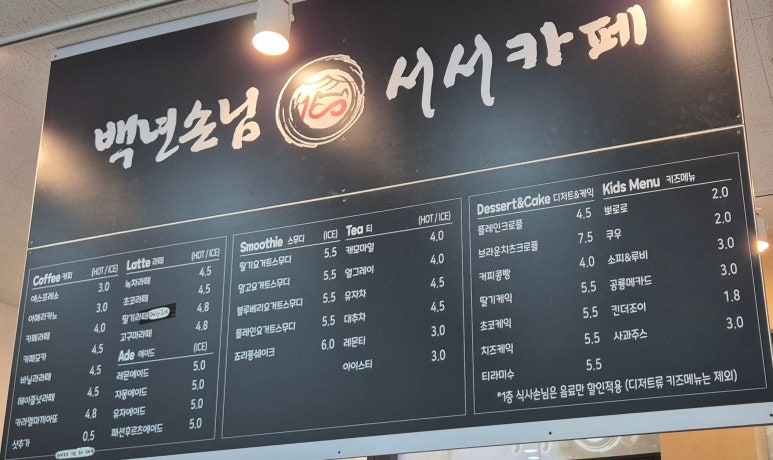 백년손님 100 서서카페
Coffee 커피 (HOT / ICE)
에스프레소 3.0
아메리카노 3.0
카페라떼 4.0
카페모카 4.5
바닐라라떼 4.5
헤이즐넛라떼 4.5
카라멜마끼아또 4.8
샷추가 0.5
Latte 라떼 (HOT / ICE)
녹차라떼 4.5
초코라떼 4.5
딸기라떼 4.8
고구마라떼 4.8
Ade 에이드 (ICE)
레몬에이드 5.0
자몽에이드 5.0
유자에이드 5.0
패션후르츠에이드 5.0
Smoothie 스무디 (ICE)
딸기요거트스무디 5.5
망고요거트스무디 5.5
블루베리요거트스무디 5.5
플레인요거트스무디 5.5
죠리퐁쉐이크 6.0
Tea 티 (HOT / ICE)
캐모마일 4.0
얼그레이 4.0
유자차 4.5
대추차 4.5
레몬티 3.0
아이스티 3.0
Dessert&Cake 디저트&케익
플레인크로플 4.5
브라운치즈크로플 7.5
커피콩빵 4.0
딸기케익 5.5
초코케익 5.5
치즈케익 5.5
티라미수 5.5
Kids Menu 키즈메뉴
뽀로로 2.0
쿠우 2.0
소피&루비 3.0
공룡메카드 3.0
킨더조이 1.8
사과주스 3.0
*1층 식사손님은 음료만 할인적용 (디저트류 키즈메뉴는 제외)